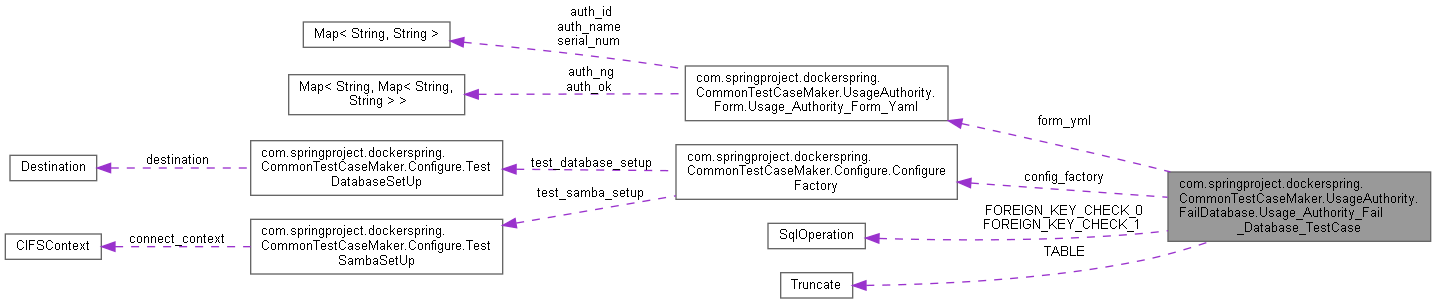 auth_id
auth_name
serial_num
Map< String, String >
auth_ng
auth_ok
Map< String, Map< String,
String > >
com.springproject.dockerspring.
CommonTestCaseMaker.UsageAuthority.
Form.Usage_Authority_Form_Yaml
form_yml
Destination
destination
com.springproject.dockerspring.
CommonTestCaseMaker.Configure.Test
DatabaseSetUp
test_database_setup
com.springproject.dockerspring.
CommonTestCaseMaker.Configure.Configure
Factory
config_factory
com.springproject.dockerspring.
CommonTestCaseMaker.UsageAuthority.
FailDatabase.Usage_Authority_Fail
_Database_TestCase
test_samba_setup
CIFSContext
connect_context
com.springproject.dockerspring.
CommonTestCaseMaker.Configure.Test
SambaSetUp
FOREIGN_KEY_CHECK_0
FOREIGN_KEY_CHECK_1
SqlOperation
TABLE
Truncate